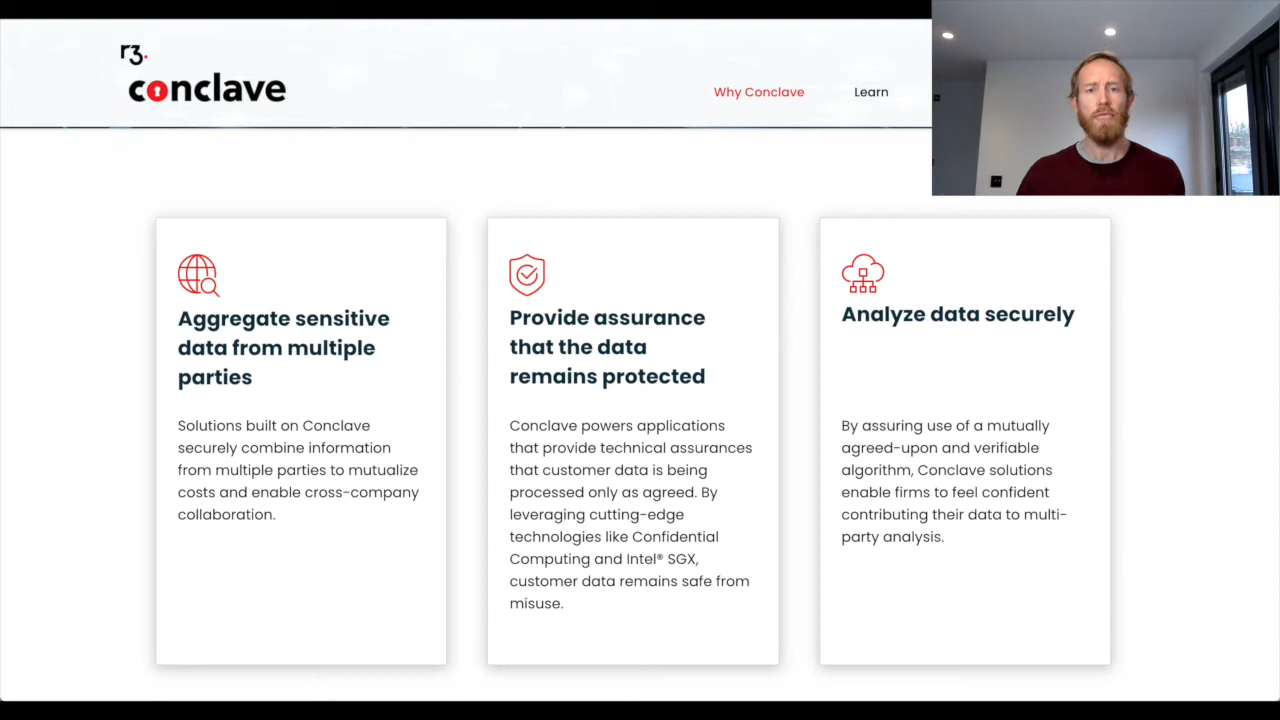 r3.
conclave
Why Conclave
Learn
Aggregate sensitive
data from multiple
parties
Solutions built on Conclave
securely combine information
from multiple parties to mutualize
costs and enable cross-company
collaboration.
Provide assurance
that the data
remains protected
Conclave powers applications
that provide technical assurances
that customer data is being
processed only as agreed. By
leveraging cutting-edge
technologies like Confidential
Computing and Intel® SGX,
customer data remains safe from
misuse.
Analyze data securely
By assuring use of a mutually
agreed-upon and verifiable
algorithm, Conclave solutions
enable firms to feel confident
contributing their data to multi-
party analysis.